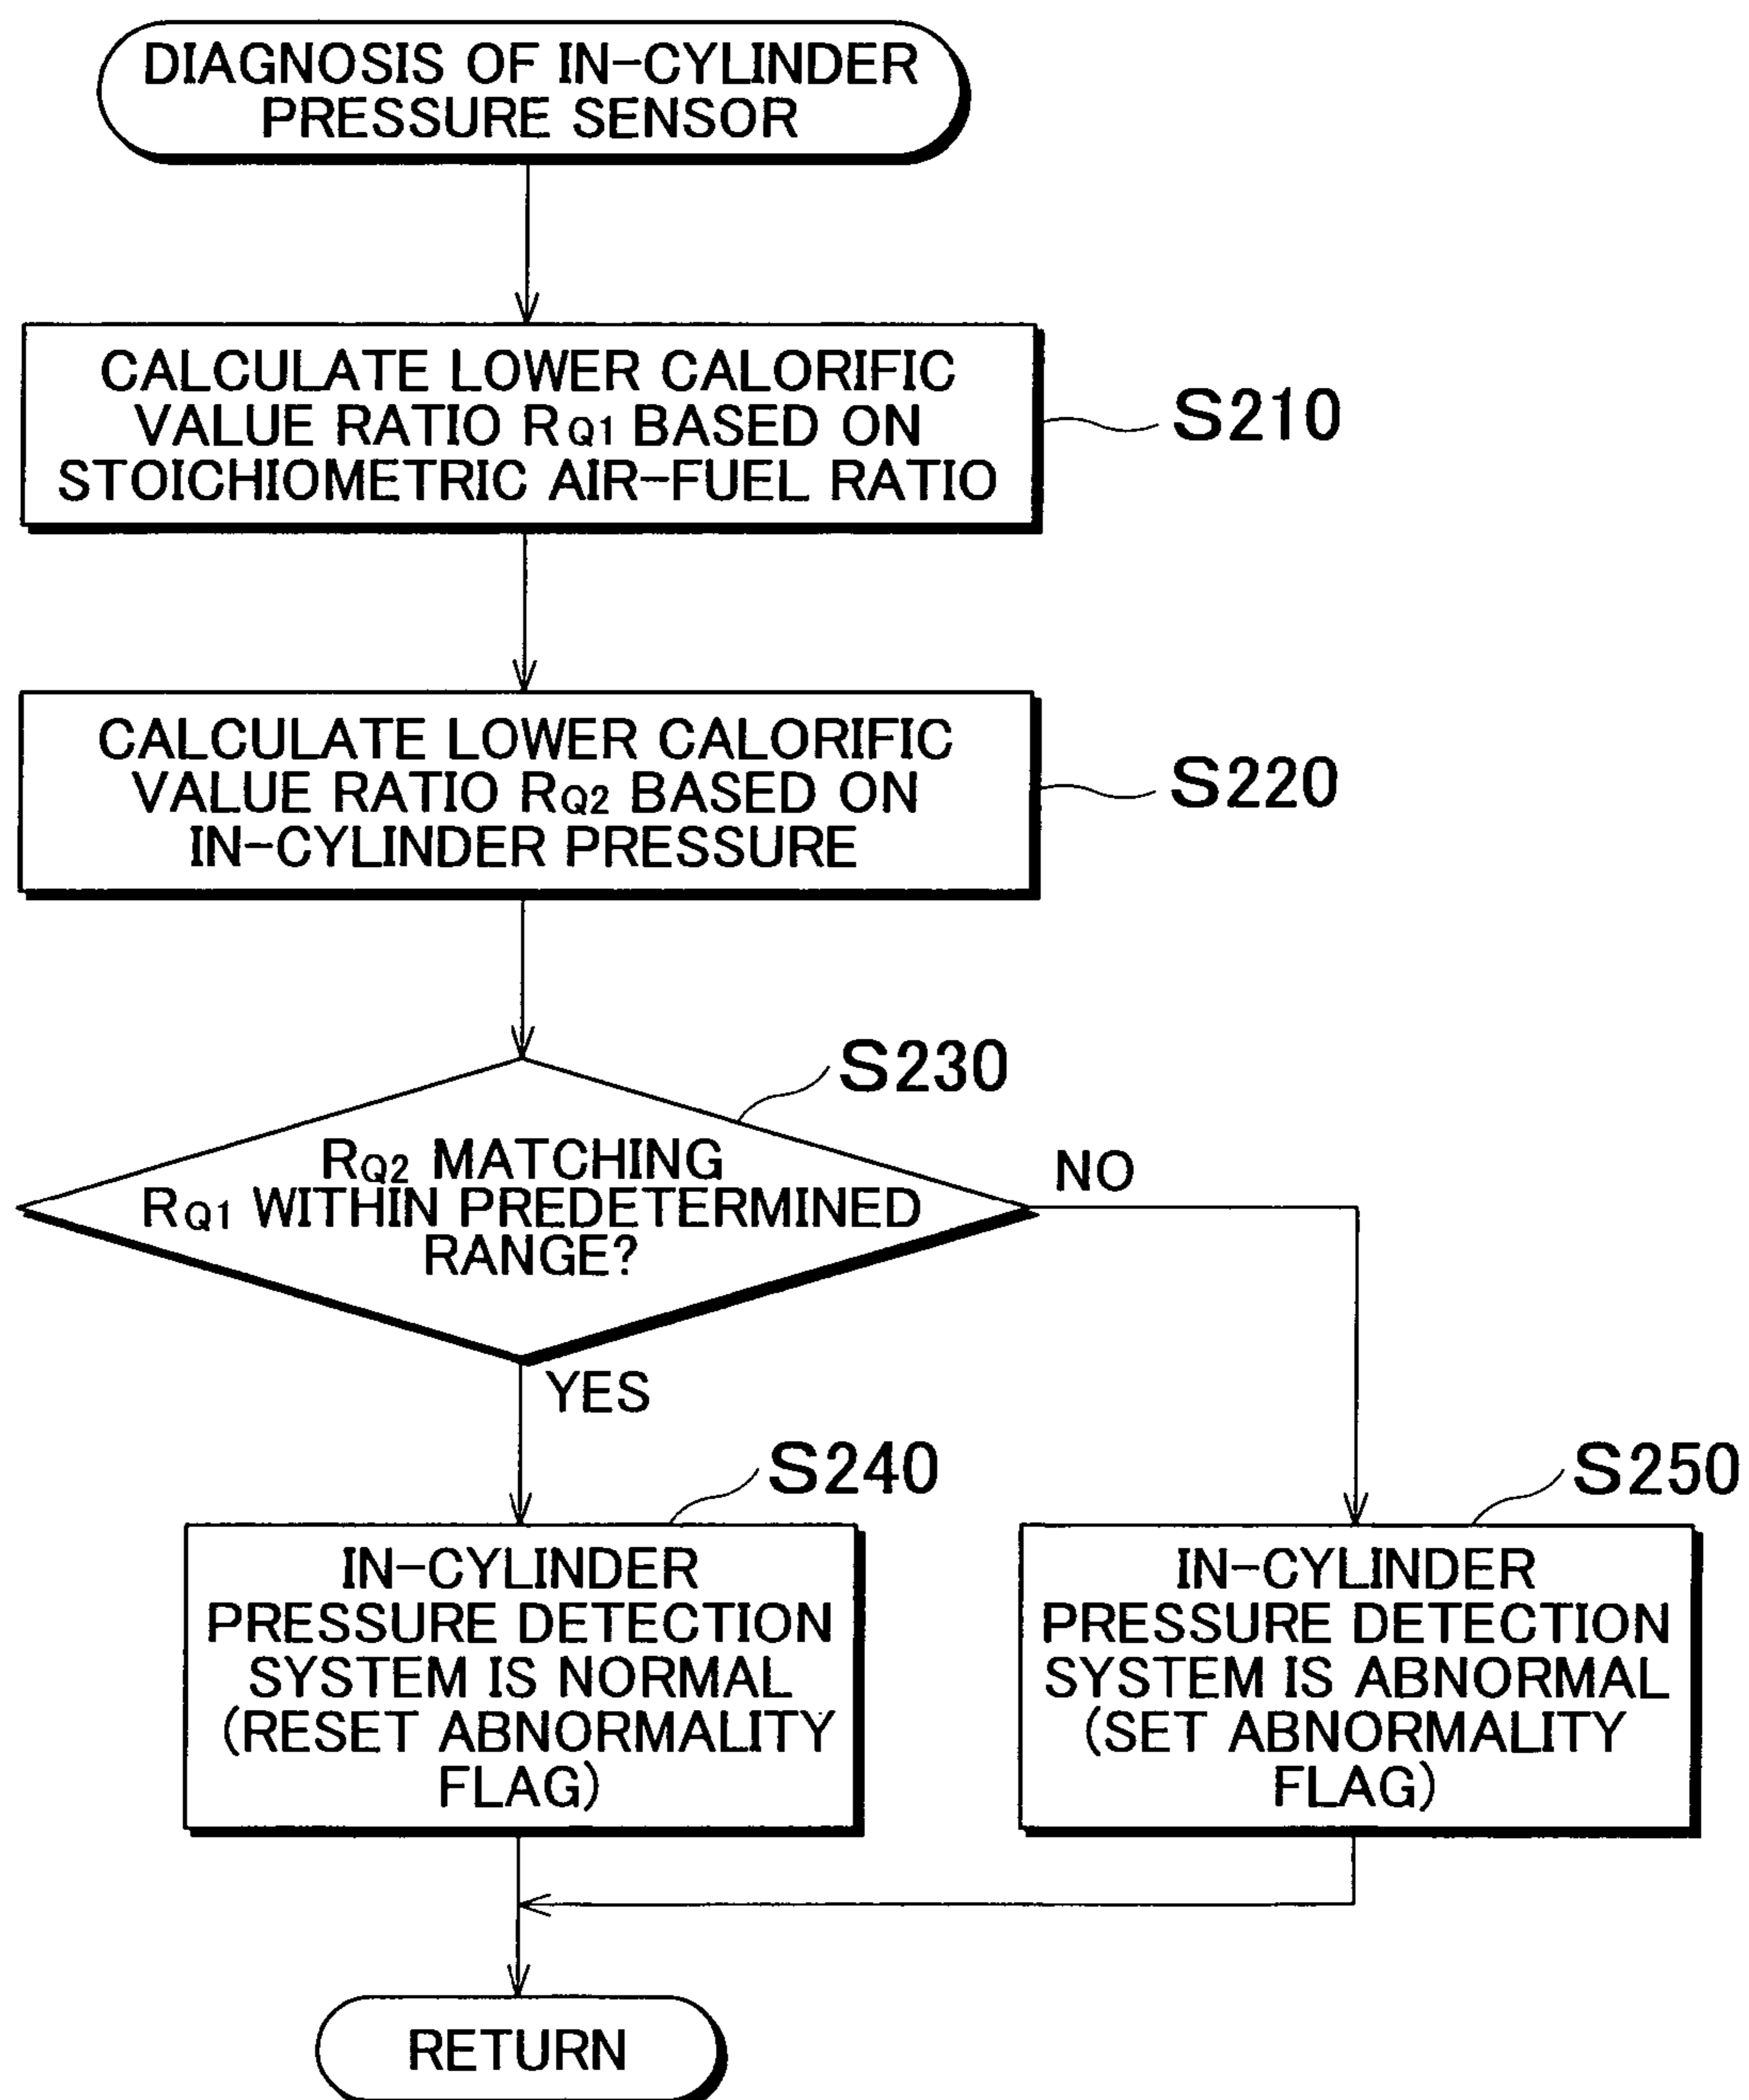 DIAGNOSIS OF IN-CYLINDER
PRESSURE SENSOR
CALCULATE LOWER CALORIFIC
VALUE RATIO RQ1 BASED ON
STOICHIOMETRIC AIR-FUEL RATIO
S210
CALCULATE LOWER CALORIFIC
VALUE RATIO RQ2 BASED ON
IN-CYLINDER PRESSURE
S220
S230
RQ2 MATCHING
RQ1 WITHIN PREDETERMINED
RANGE?
NO
YES
S240
IN-CYLINDER
PRESSURE DETECTION
SYSTEM IS NORMAL
(RESET ABNORMALITY
FLAG)
S250
IN-CYLINDER
PRESSURE DETECTION
SYSTEM IS ABNORMAL
(SET ABNORMALITY
FLAG)
RETURN